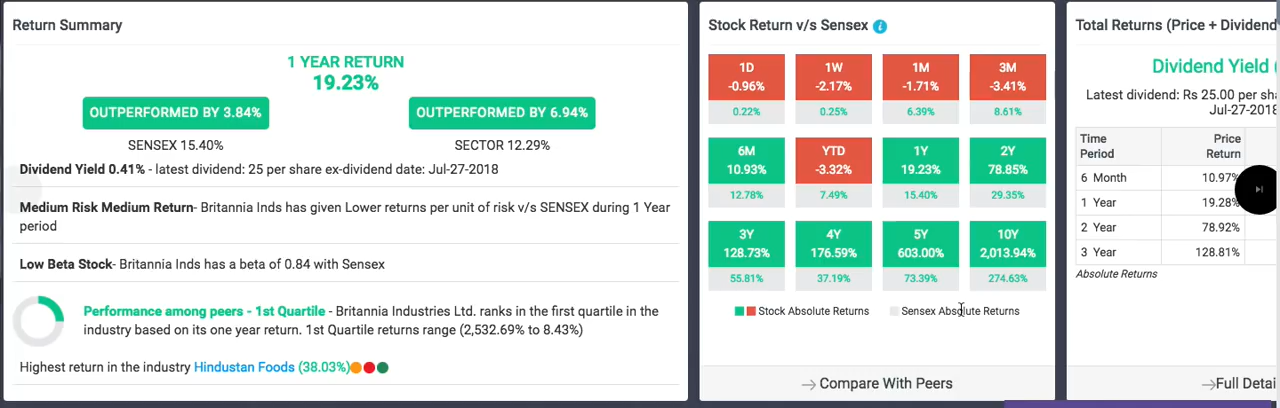 Return Summary
1 YEAR RETURN
19.23%
OUTPERFORMED BY 3.84%
OUTPERFORMED BY 6.94%
SENSEX 15.40%
SECTOR 12.29%
Dividend Yield 0.41% - latest dividend: 25 per share ex-dividend date: Jul-27-2018
Medium Risk Medium Return- Britannia Inds has given Lower returns per unit of risk v/s SENSEX during 1 Year
period
Low Beta Stock- Britannia Inds has a beta of 0.84 with Sensex
Performance among peers - 1st Quartile - Britannia Industries Ltd. ranks in the first quartile in the
industry based on its one year return. 1st Quartile returns range (2,532.69% to 8.43%)
Highest return in the industry Hindustan Foods (38.03%)
Stock Return v/s Sensex
1D 1W 1M 3M
-0.96% -2.17% -1.71% -3.41%
0.22% 0.25% 6.39% 8.61%
6M YTD 1Y 2Y
10.93% -3.32% 19.23% 78.85%
12.78% 7.49% 15.40% 29.35%
3Y 4Y 5Y 10Y
128.73% 176.59% 603.00% 2,013.94%
55.81% 37.19% 73.39% 274.63%
Stock Absolute Returns Sensex Absolute Returns
Compare With Peers
Total Returns (Price + Dividend
Dividend Yield
Latest dividend: Rs 25.00 per
Jul-27-2018
Time Price
Period Return
6 Month 10.97%
1 Year 19.28%
2 Year 78.92%
3 Year 128.81%
Absolute Returns
Full